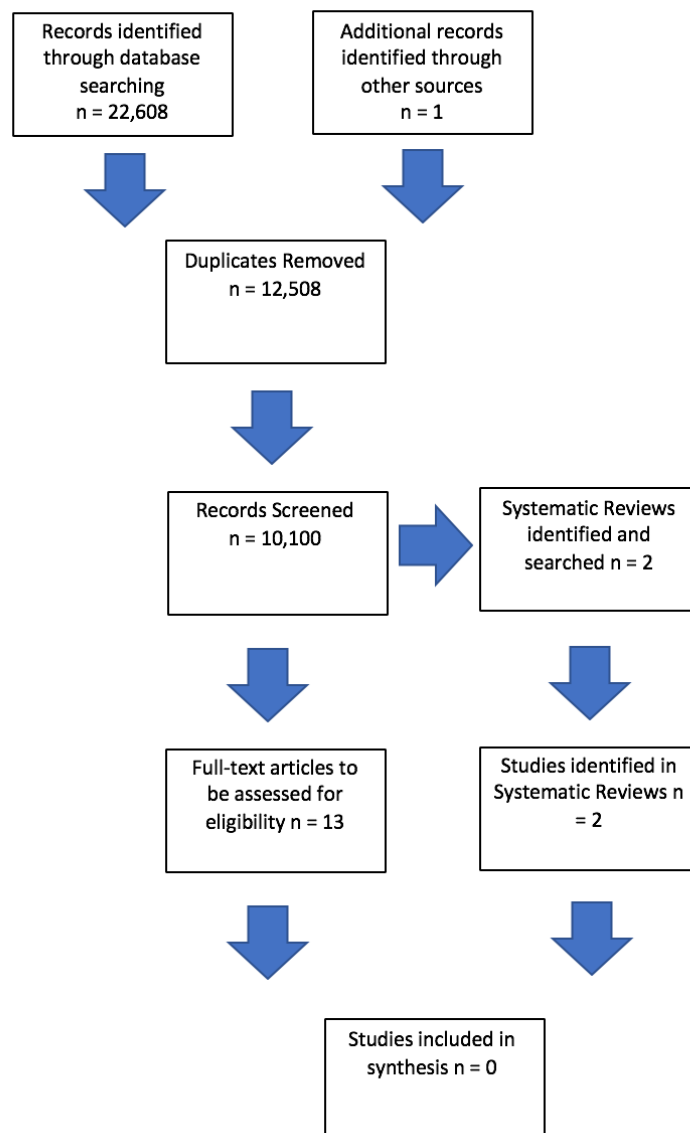 Records identified
through database
searching
n = 22,608
Additional records
identified through
other sources
n = 1
Duplicates Removed
n = 12,508
Records Screened
n = 10,100
Systematic Reviews
identified and
searched n = 2
Full-text articles to
be assessed for
eligibility n = 13
Studies identified in
Systematic Reviews n
= 2
Studies included in
synthesis n = 0